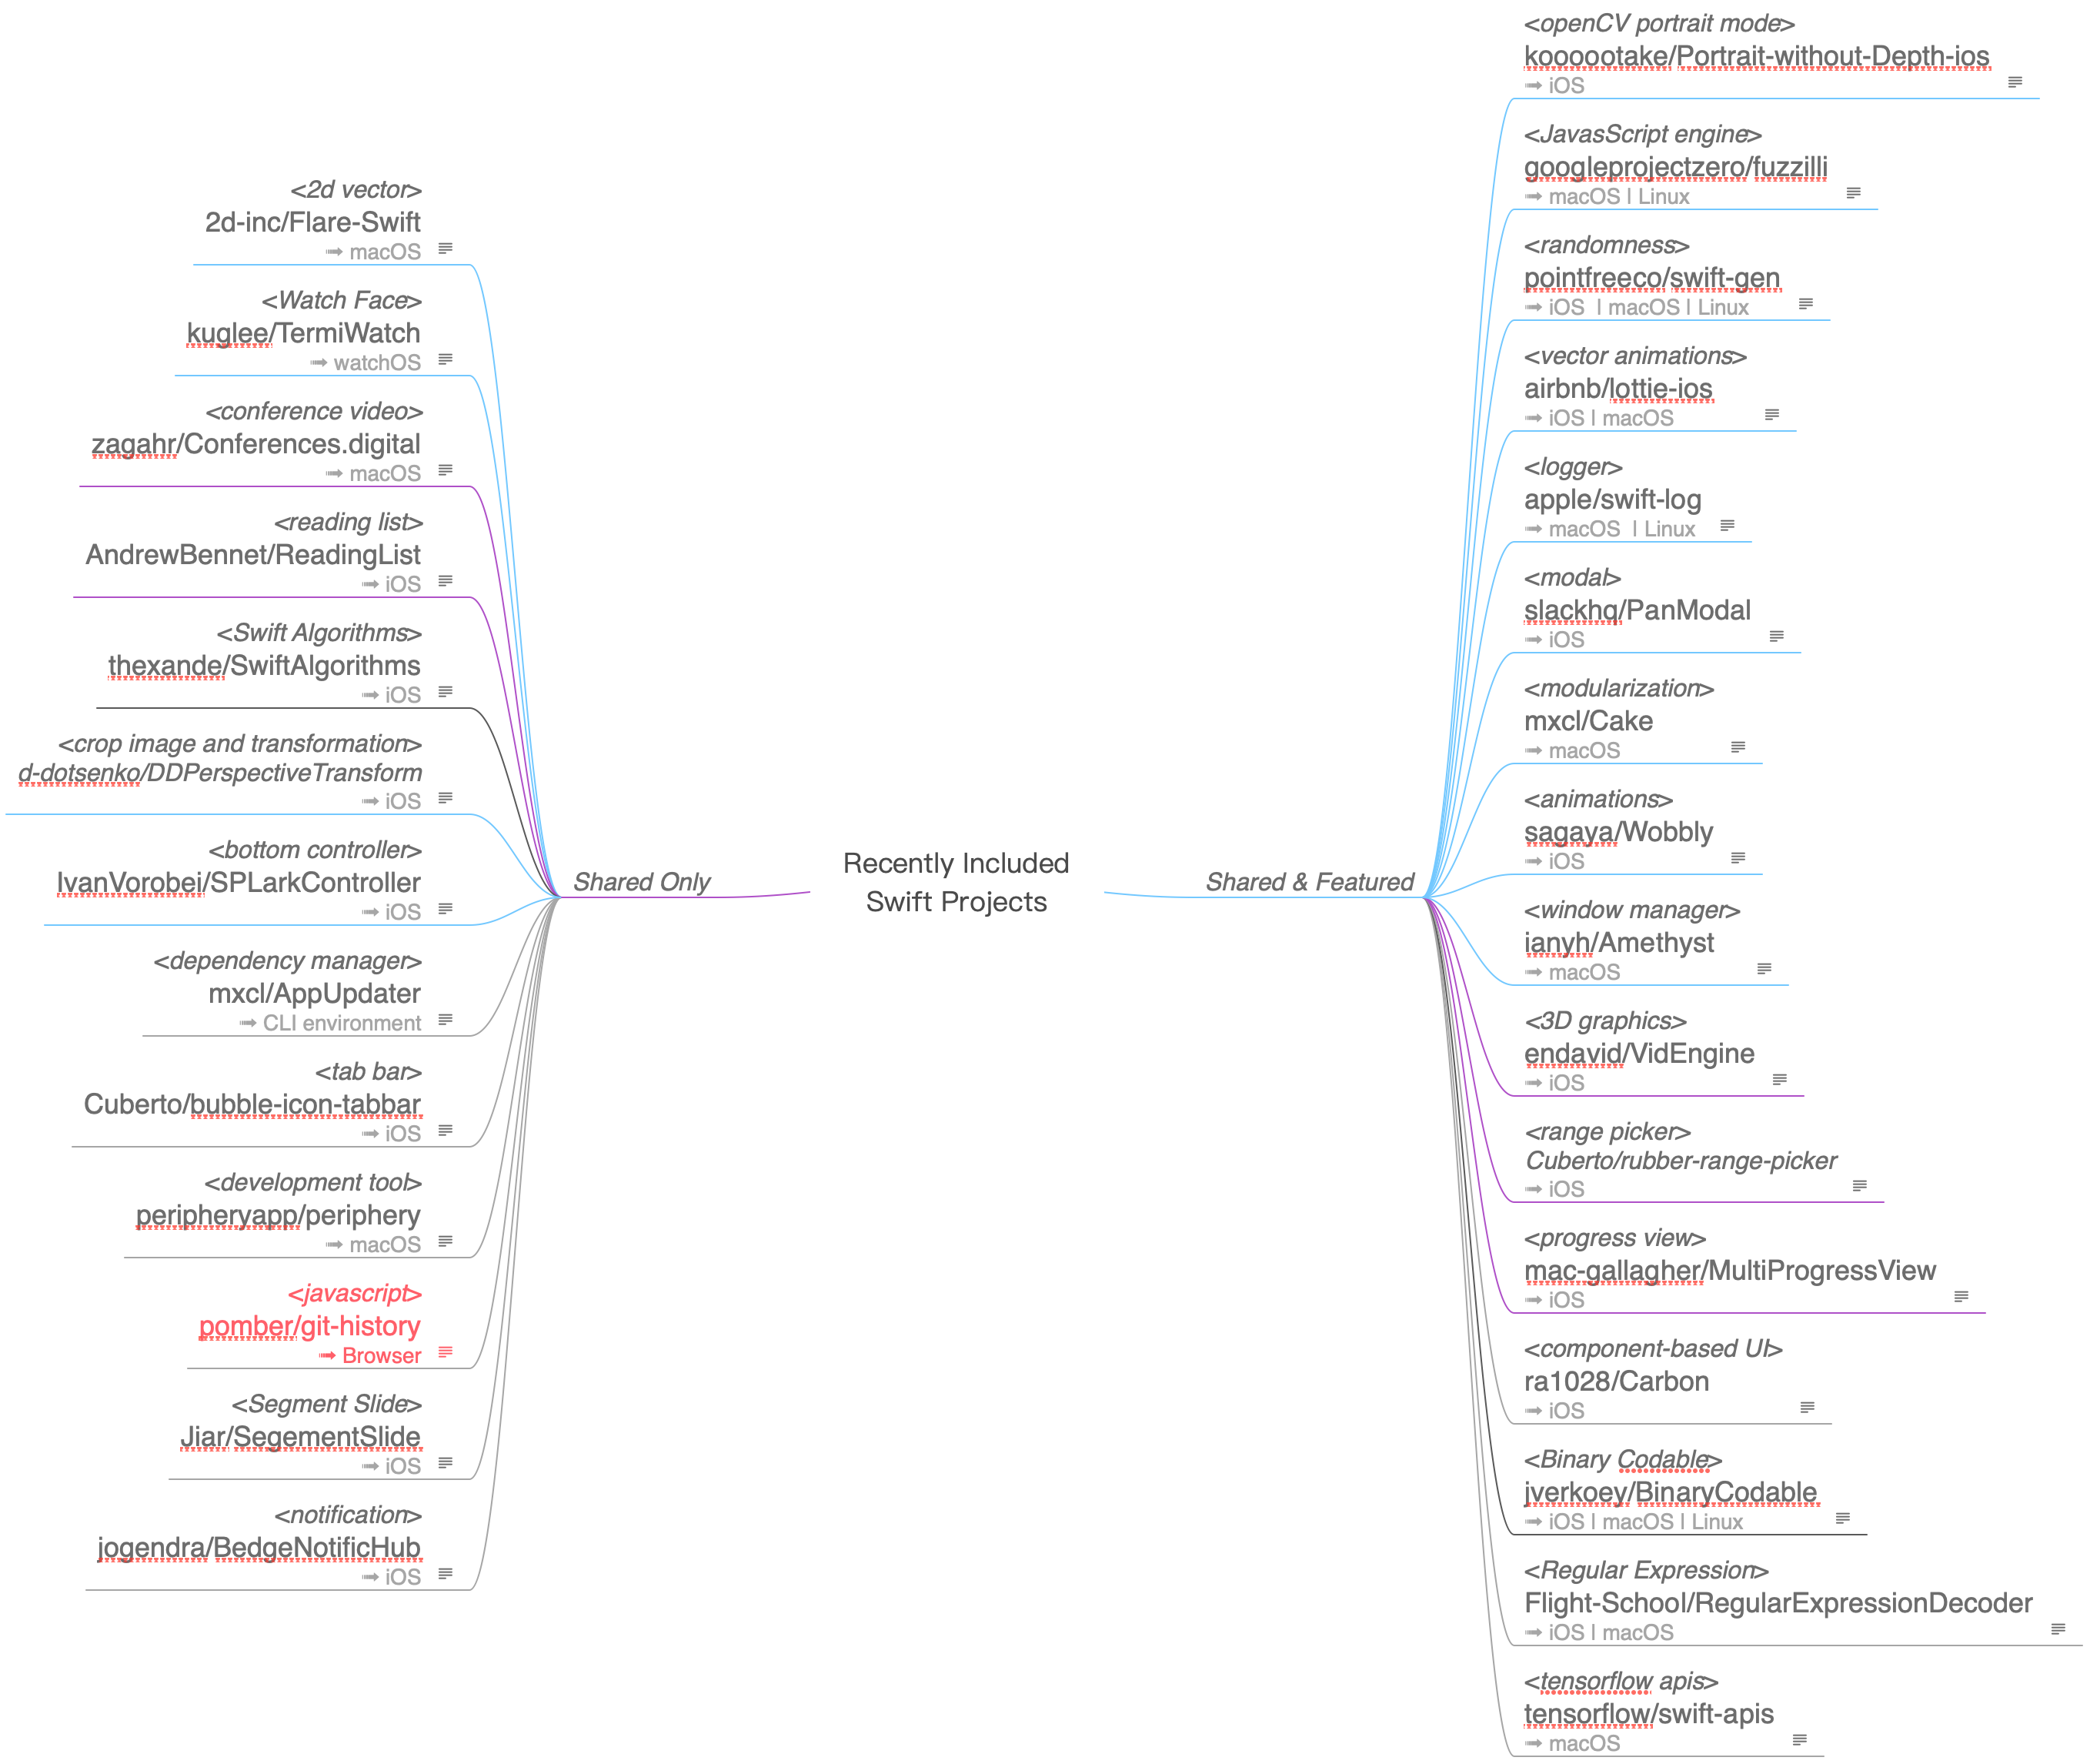 <2d vector>
2d-inc/Flare-Swift
➟ macOS
<Watch Face>
kuglee/TermiWatch
➟ watchOS
<conference video>
zagahr/Conferences.digital
➟ macOS
<reading list>
AndrewBennet/ReadingList
➟ iOS
<Swift Algorithms>
thexande/SwiftAlgorithms
➟ iOS
<crop image and transformation>
d-dotsenko/DDPerspectiveTransform
➟ iOS
<bottom controller>
IvanVorobei/SPLarkController
➟ iOS
<dependency manager>
mxcl/AppUpdater
➟ CLI environment
<tab bar>
Cuberto/bubble-icon-tabbar
➟ iOS
<development tool>
peripheryapp/periphery
➟ macOS
<javascript>
pomber/git-history
➟ Browser
<Segment Slide>
Jiar/SegementSlide
➟ iOS
<notification>
jogendra/BedgeNotificHub
➟ iOS
Shared Only
Recently Included
Swift Projects
Shared & Featured
<openCV portrait mode>
koooootake/Portrait-without-Depth-ios
➟ iOS
<JavasScript engine>
googleprojectzero/fuzzilli
➟ macOS | Linux
<randomness>
pointfreeco/swift-gen
➟ iOS | macOS | Linux
<vector animations>
airbnb/lottie-ios
➟ iOS | macOS
<logger>
apple/swift-log
➟ macOS | Linux
<modal>
slackhq/PanModal
➟ iOS
<modularization>
mxcl/Cake
➟ macOS
<animations>
sagaya/Wobbly
➟ iOS
<window manager>
ianyh/Amethyst
➟ macOS
<3D graphics>
endavid/VidEngine
➟ iOS
<range picker>
Cuberto/rubber-range-picker
➟ iOS
<progress view>
mac-gallagher/MultiProgressView
➟ iOS
<component-based UI>
ra1028/Carbon
➟ iOS
<Binary Codable>
jverkoey/BinaryCodable
➟ iOS | macOS | Linux
<Regular Expression>
Flight-School/RegularExpressionDecoder
➟ iOS | macOS
<tensorflow apis>
tensorflow/swift-apis
➟ macOS